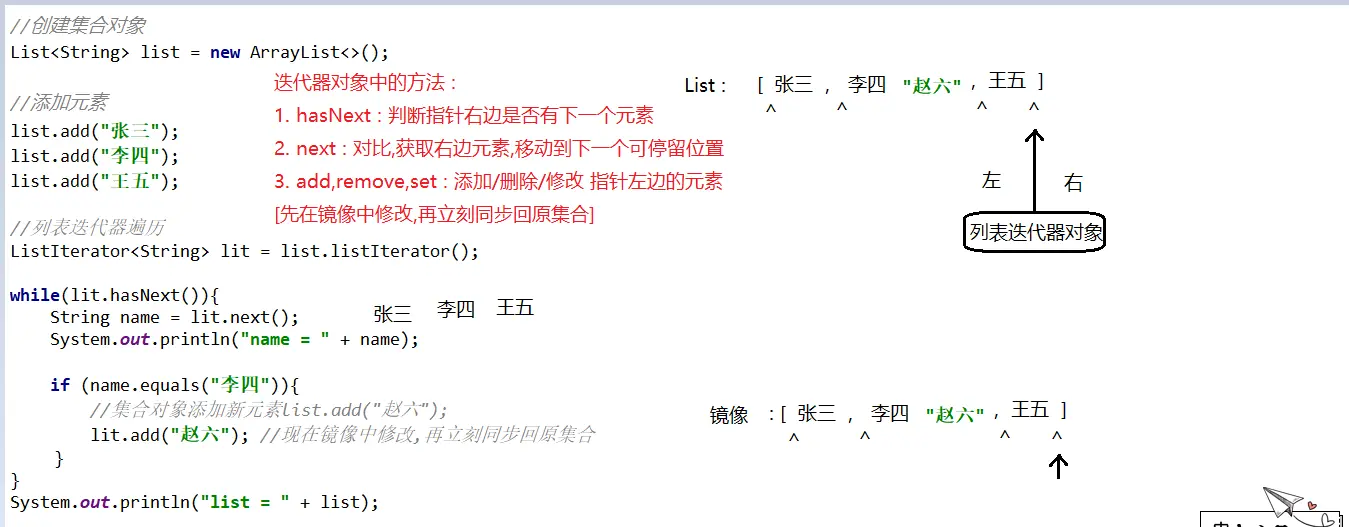 //创建集合对象
List<String> list = new ArrayList<>();
//添加元素
list.add("张三");
list.add("李四");
list.add("王五");
迭代器对象中的方法：
1. hasNext : 判断指针右边是否有下一个元素
2. next : 对比,获取右边元素,移动到下一个可停留位置
3. add,remove,set : 添加/删除/修改 指针左边的元素
[先在镜像中修改,再立刻同步回原集合]
List : [ 张三 , 李四 "赵六" , 王五 ]
^ ^ ^ ^
左 右
列表迭代器对象
//列表迭代器遍历
ListIterator<String> lit = list.listIterator();
while(lit.hasNext()){
String name = lit.next();
张三 李四 王五
System.out.println("name = " + name);
if (name.equals("李四")){
//集合对象添加新元素list.add("赵六");
lit.add("赵六"); //现在镜像中修改,再立刻同步回原集合
}
}
System.out.println("list = " + list);
镜像 : [ 张三 , 李四 "赵六" , 王五 ]
^ ^ ^ ^